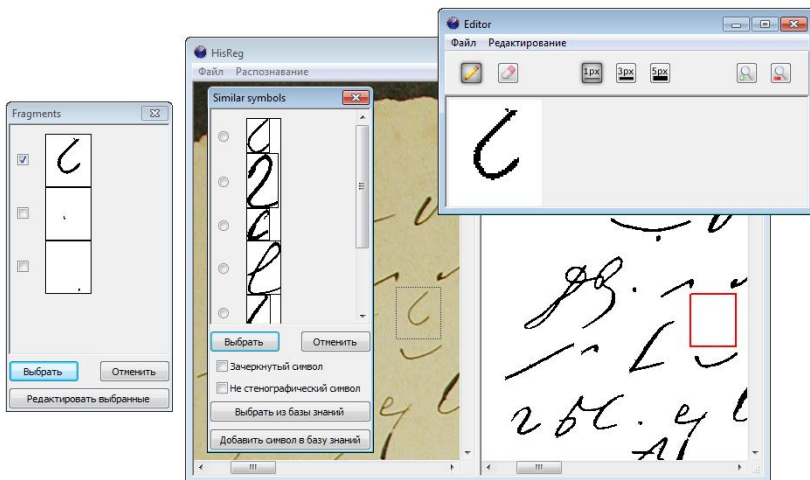 Fragments
Выбрать
Отменить
Редактировать выбранные
HisReg
Файл Распознавание
Similar symbols
Выбрать
Отменить
Зачеркнутый символ
Не стенографический символ
Выбрать из базы знаний
Добавить символ в базу знаний
Editor
Файл Редактирование
1px 3px 5px